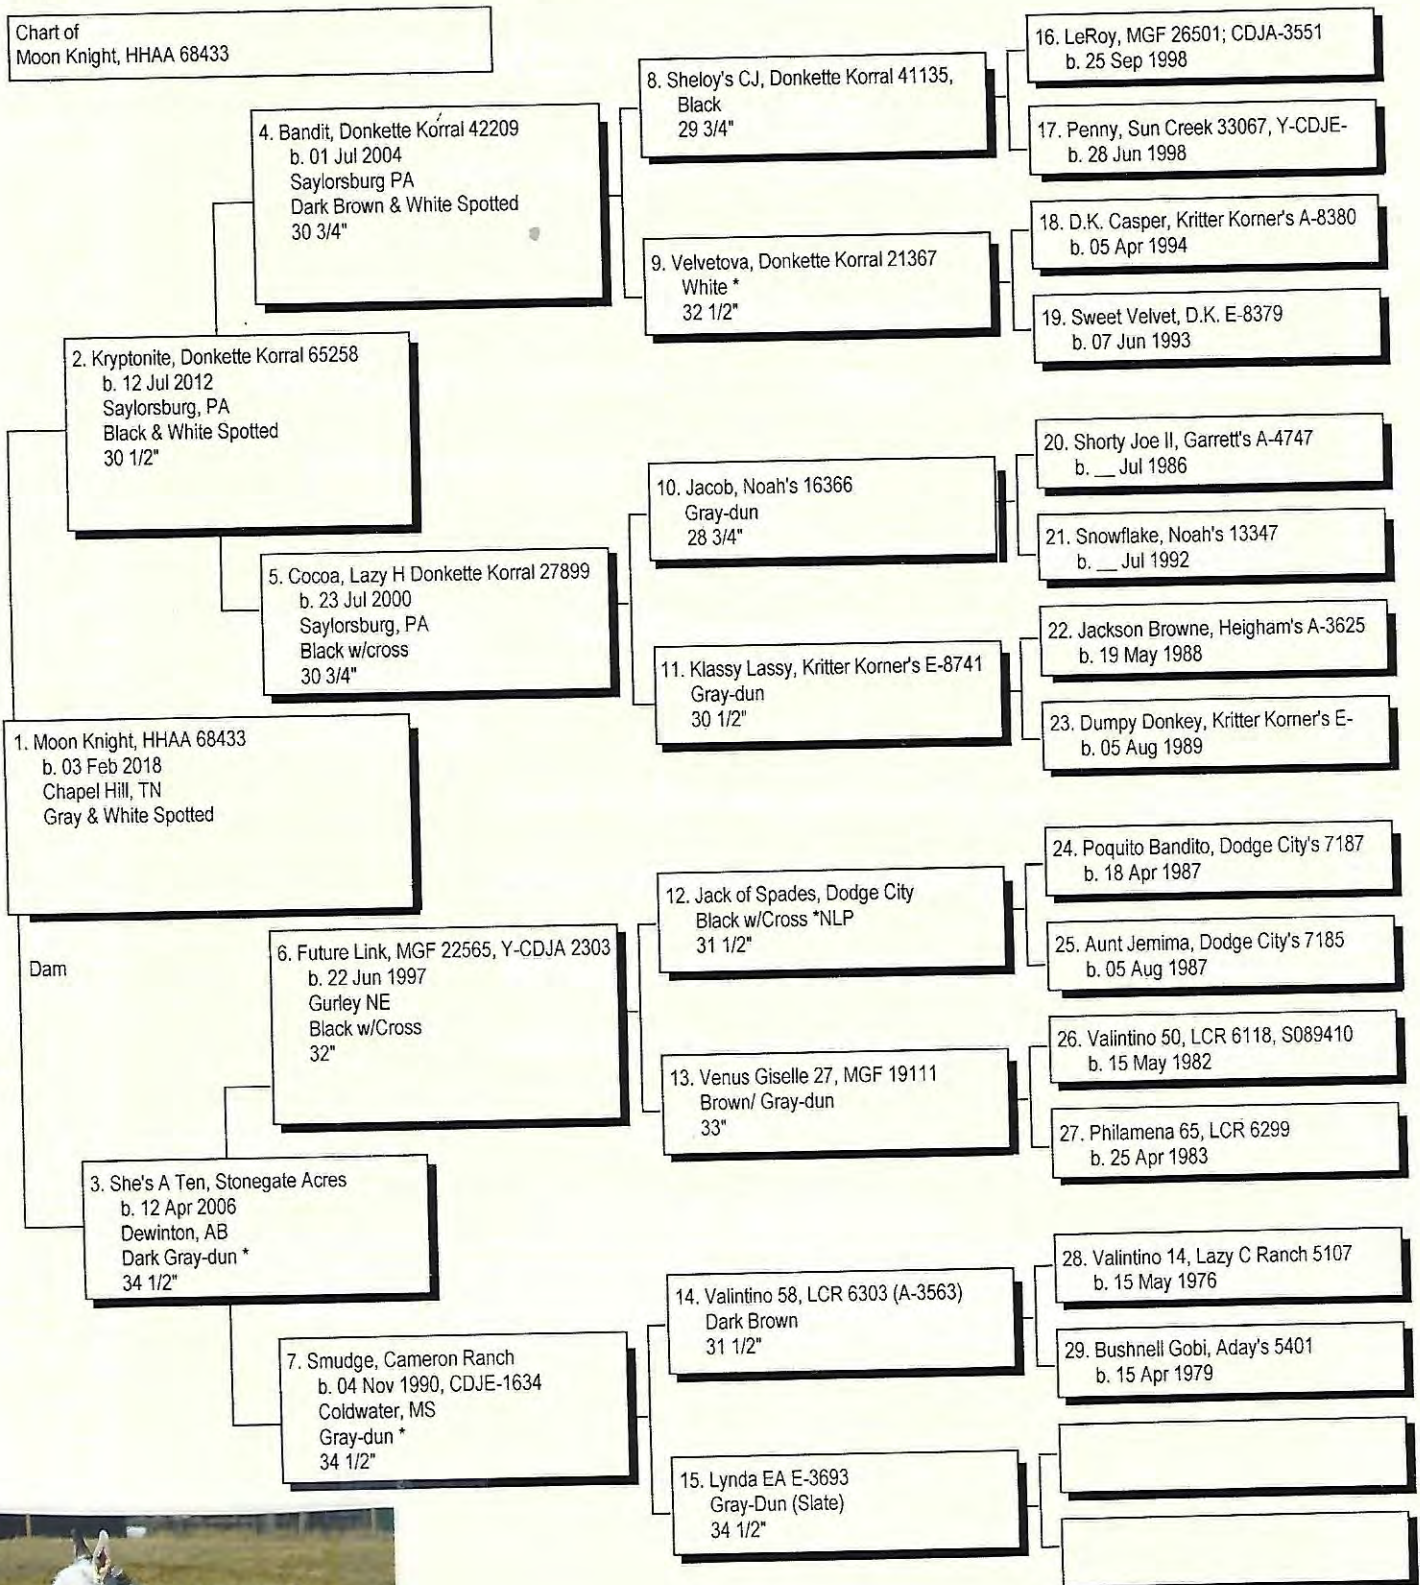 Chart of
Moon Knight, HHAA 68433
1. Moon Knight, HHAA 68433
b. 03 Feb 2018
Chapel Hill, TN
Gray & White Spotted
Dam
2. Kryptonite, Donkette Korral 65258
b. 12 Jul 2012
Saylorsburg, PA
Black & White Spotted
30 1/2"
3. She's A Ten, Stonegate Acres
b. 12 Apr 2006
Dewinton, AB
Dark Gray-dun *
34 1/2"
4. Bandit, Donkette Korral 42209
b. 01 Jul 2004
Saylorsburg PA
Dark Brown & White Spotted
30 3/4"
5. Cocoa, Lazy H Donkette Korral 27899
b. 23 Jul 2000
Saylorsburg, PA
Black w/cross
30 3/4"
6. Future Link, MGF 22565, Y-CDJA 2303
b. 22 Jun 1997
Gurley NE
Black w/Cross
32"
7. Smudge, Cameron Ranch
b. 04 Nov 1990, CDJE-1634
Coldwater, MS
Gray-dun *
34 1/2"
8. Sheloy's CJ, Donkette Korral 41135,
Black
29 3/4"
9. Velvetova, Donkette Korral 21367
White *
32 1/2"
10. Jacob, Noah's 16366
Gray-dun
28 3/4"
11. Klassy Lassy, Kritter Korner's E-8741
Gray-dun
30 1/2"
12. Jack of Spades, Dodge City
Black w/Cross *NLP
31 1/2"
13. Venus Giselle 27, MGF 19111
Brown/ Gray-dun
33"
14. Valintino 58, LCR 6303 (A-3563)
Dark Brown
31 1/2"
15. Lynda EA E-3693
Gray-Dun (Slate)
34 1/2"
16. LeRoy, MGF 26501; CDJA-3551
b. 25 Sep 1998
17. Penny, Sun Creek 33067, Y-CDJE-
b. 28 Jun 1998
18. D.K. Casper, Kritter Korner's A-8380
b. 05 Apr 1994
19. Sweet Velvet, D.K. E-8379
b. 07 Jun 1993
20. Shorty Joe II, Garrett's A-4747
b. __ Jul 1986
21. Snowflake, Noah's 13347
b. __ Jul 1992
22. Jackson Browne, Heigham's A-3625
b. 19 May 1988
23. Dumpy Donkey, Kritter Korner's E-
b. 05 Aug 1989
24. Poquito Bandito, Dodge City's 7187
b. 18 Apr 1987
25. Aunt Jemima, Dodge City's 7185
b. 05 Aug 1987
26. Valintino 50, LCR 6118, S089410
b. 15 May 1982
27. Philamena 65, LCR 6299
b. 25 Apr 1983
28. Valintino 14, Lazy C Ranch 5107
b. 15 May 1976
29. Bushnell Gobi, Aday's 5401
b. 15 Apr 1979